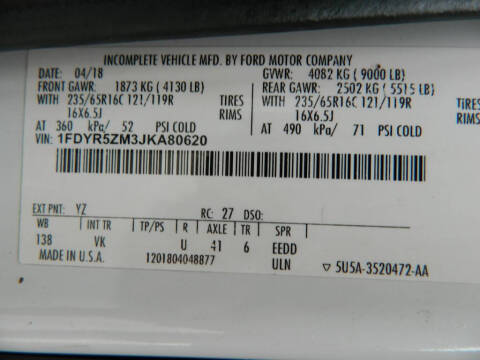 INCOMPLETE VEHICLE MFD. BY FORD MOTOR COMPANY
DATE: 04/18 GVWR: 4082 KG (9000 LB)
FRONT GAWR: 1873 KG (4130 LB) REAR GAWR: 2502 KG (5515 LB)
WITH 235/65R16C 121/119R TIRES WITH 235/65R16C 121/119R TIRES
16X6.5J RIMS 16X6.5J RIMS
AT 360 kPa/ 52 PSI COLD AT 490 kPa/ 71 PSI COLD
VIN: 1FDYR5ZM3JKA80620
EXT PNT: YZ RC: 27 DSO:
WB INT TR TP/PS R AXLE TR SPR
138 VK U 41 6 EEDD
MADE IN U.S.A. 1201804048877 ULN ▽ 5U5A-3520472-AA